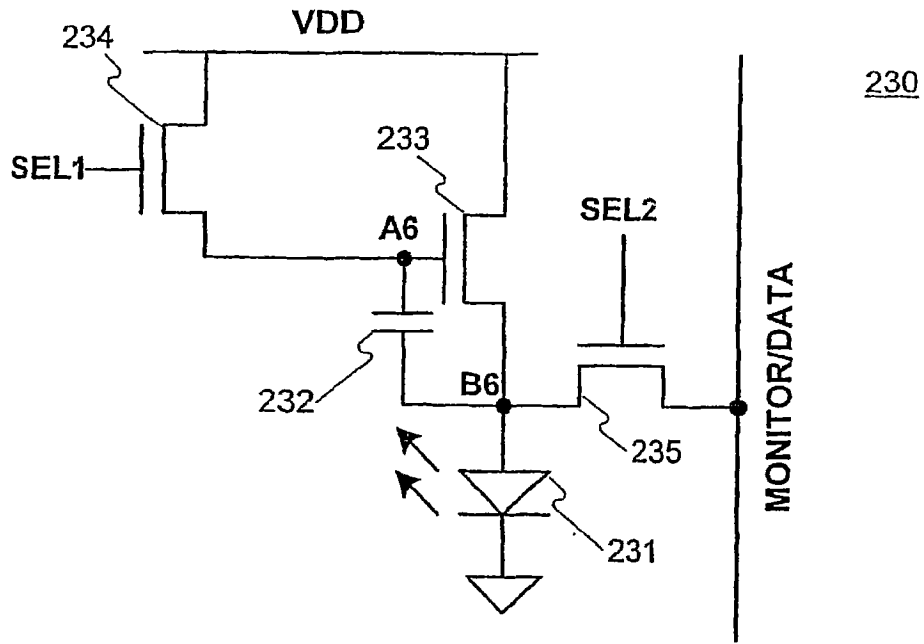 VDD
234
230
233
SEL1
SEL2
A6
MONITOR/DATA
232
B6
235
231